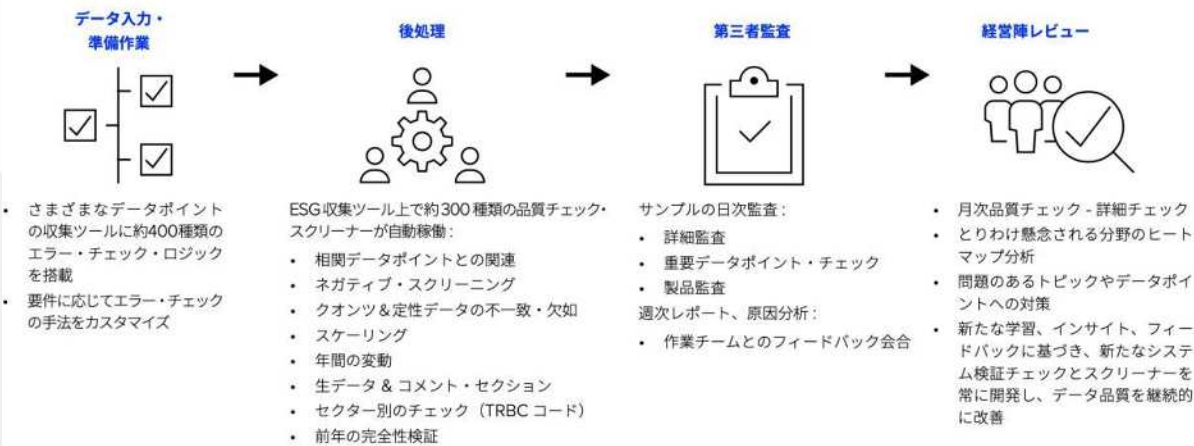 データ入力・
準備作業
さまざまなデータポイント
の収集ツールに約400種類の
エラー・チェック・ロジック
を搭載
要件に応じてエラー・チェック
の手法をカスタマイズ
後処理
ESG 収集ツール上で約300 種類の品質チェック・
スクリーナーが自動稼働 :
相関データポイントとの関連
ネガティブ・スクリーニング
クオンツ＆定性データの不一致・欠如
スケーリング
年間の変動
生データ & コメント・セクション
セクター別のチェック（TRBC コード）
前年の完全性検証
第三者監査
サンプルの日次監査 :
詳細監査
重要データポイント・チェック
製品監査
週次レポート、原因分析 :
作業チームとのフィードバック会合
経営陣レビュー
月次品質チェック - 詳細チェック
とりわけ懸念される分野のヒート
マップ分析
問題のあるトピックやデータポイ
ントへの対策
新たな学習、インサイト、フィー
ドバックに基づき、新たなシステ
ム検証チェックとスクリーナーを
常に開発し、データ品質を継続的
に改善